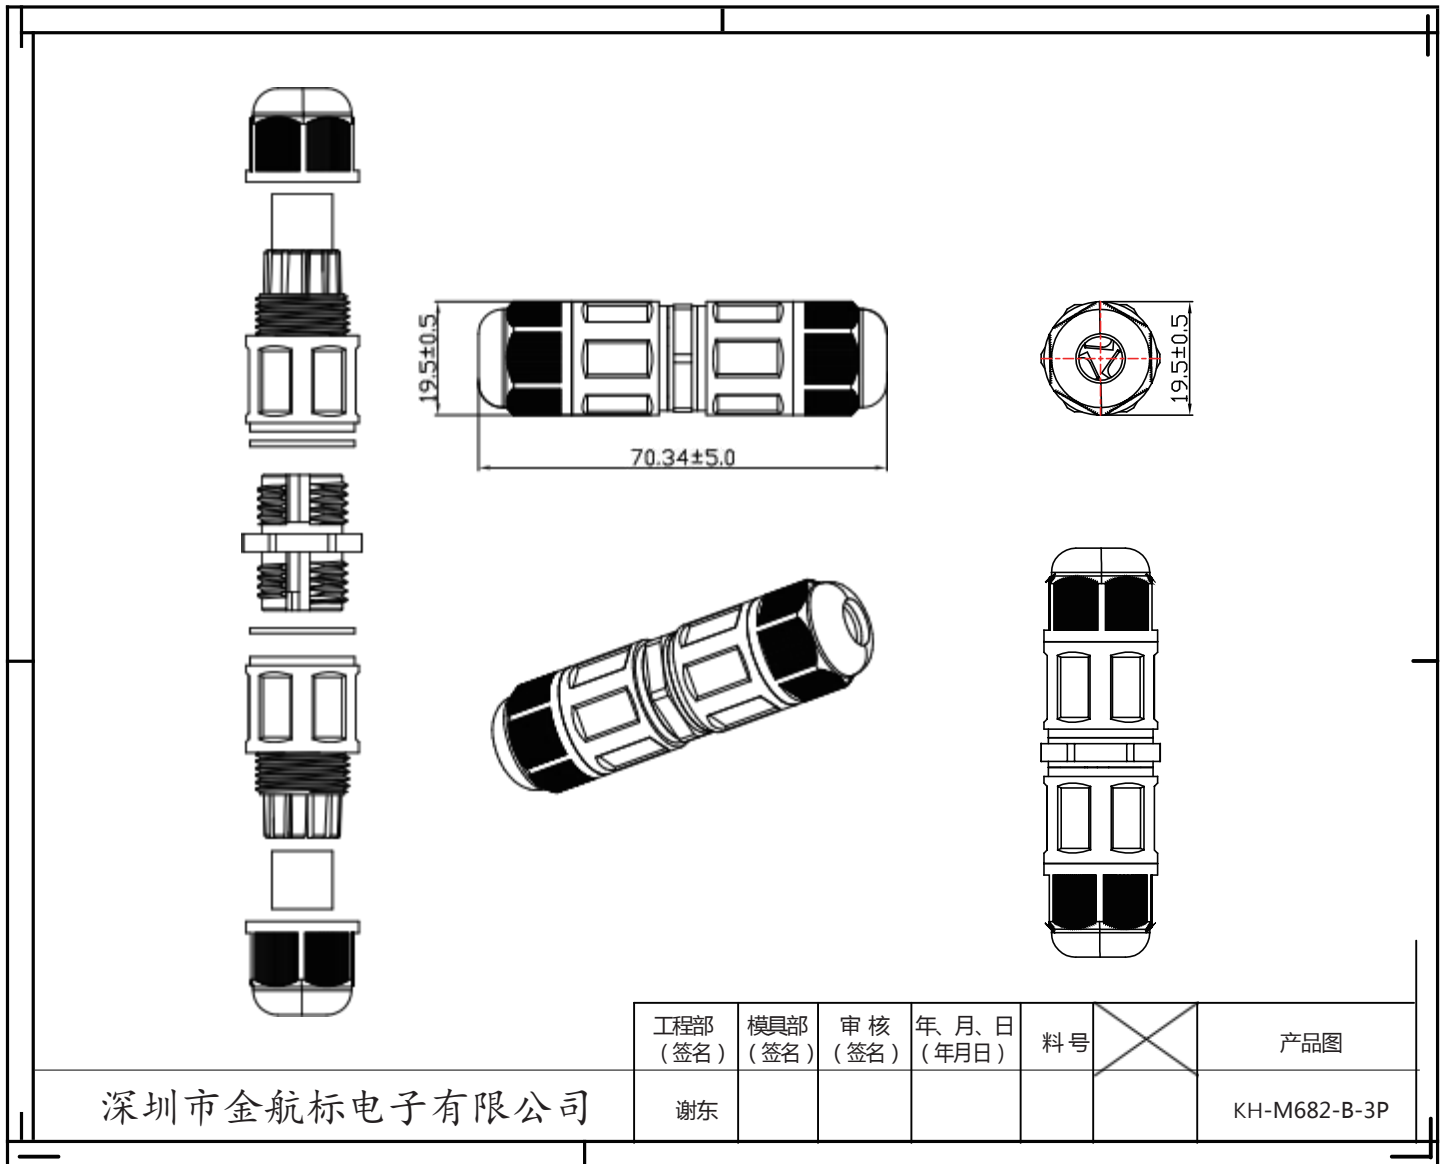 19.5±0.5
70.34±5.0
19.5±0.5
工程部
（签名）
模具部
（签名）
审 核
（签名）
年、月、日
（年月日）
料号
产品图
深圳市金航标电子有限公司
谢东
KH-M682-B-3P